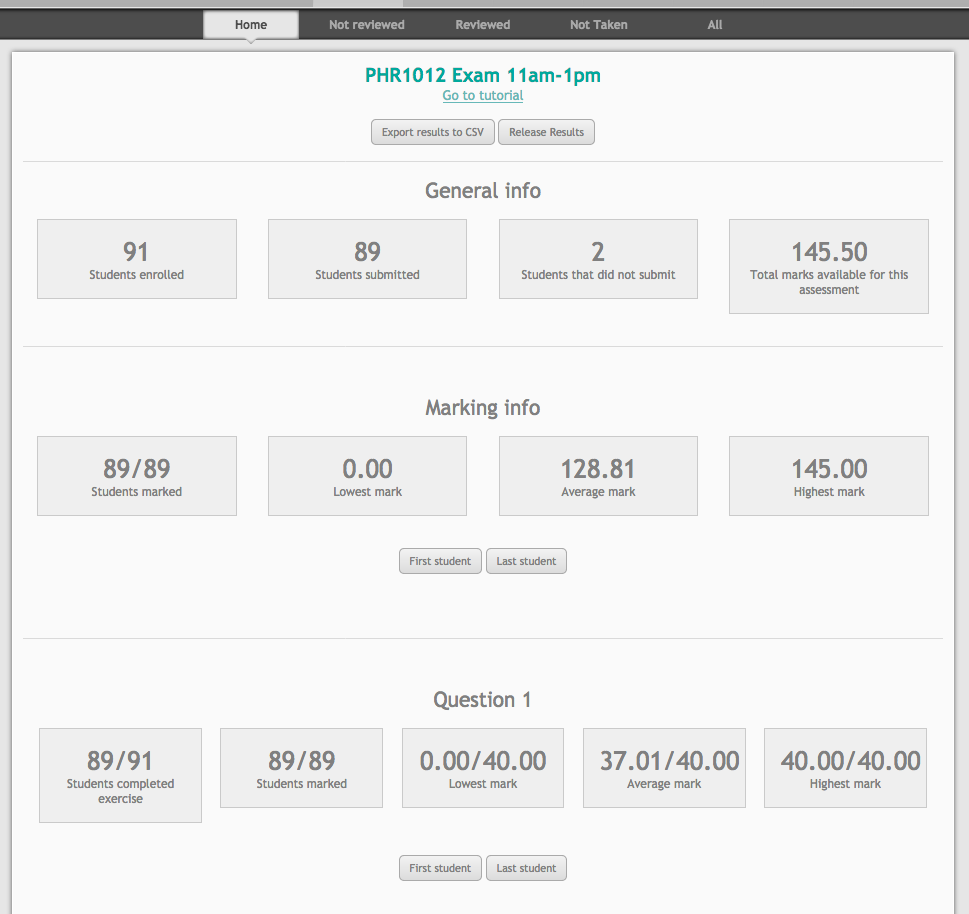 Home Not reviewed Reviewed Not Taken All
PHR1012 Exam 11am-1pm
Go to tutorial
Export results to CSV Release Results
General info
91
Students enrolled
89
Students submitted
2
Students that did not submit
145.50
Total marks available for this
assessment
Marking info
89/89
Students marked
0.00
Lowest mark
128.81
Average mark
145.00
Highest mark
First student Last student
Question 1
89/91
Students completed
exercise
89/89
Students marked
0.00/40.00
Lowest mark
37.01/40.00
Average mark
40.00/40.00
Highest mark
First student Last student